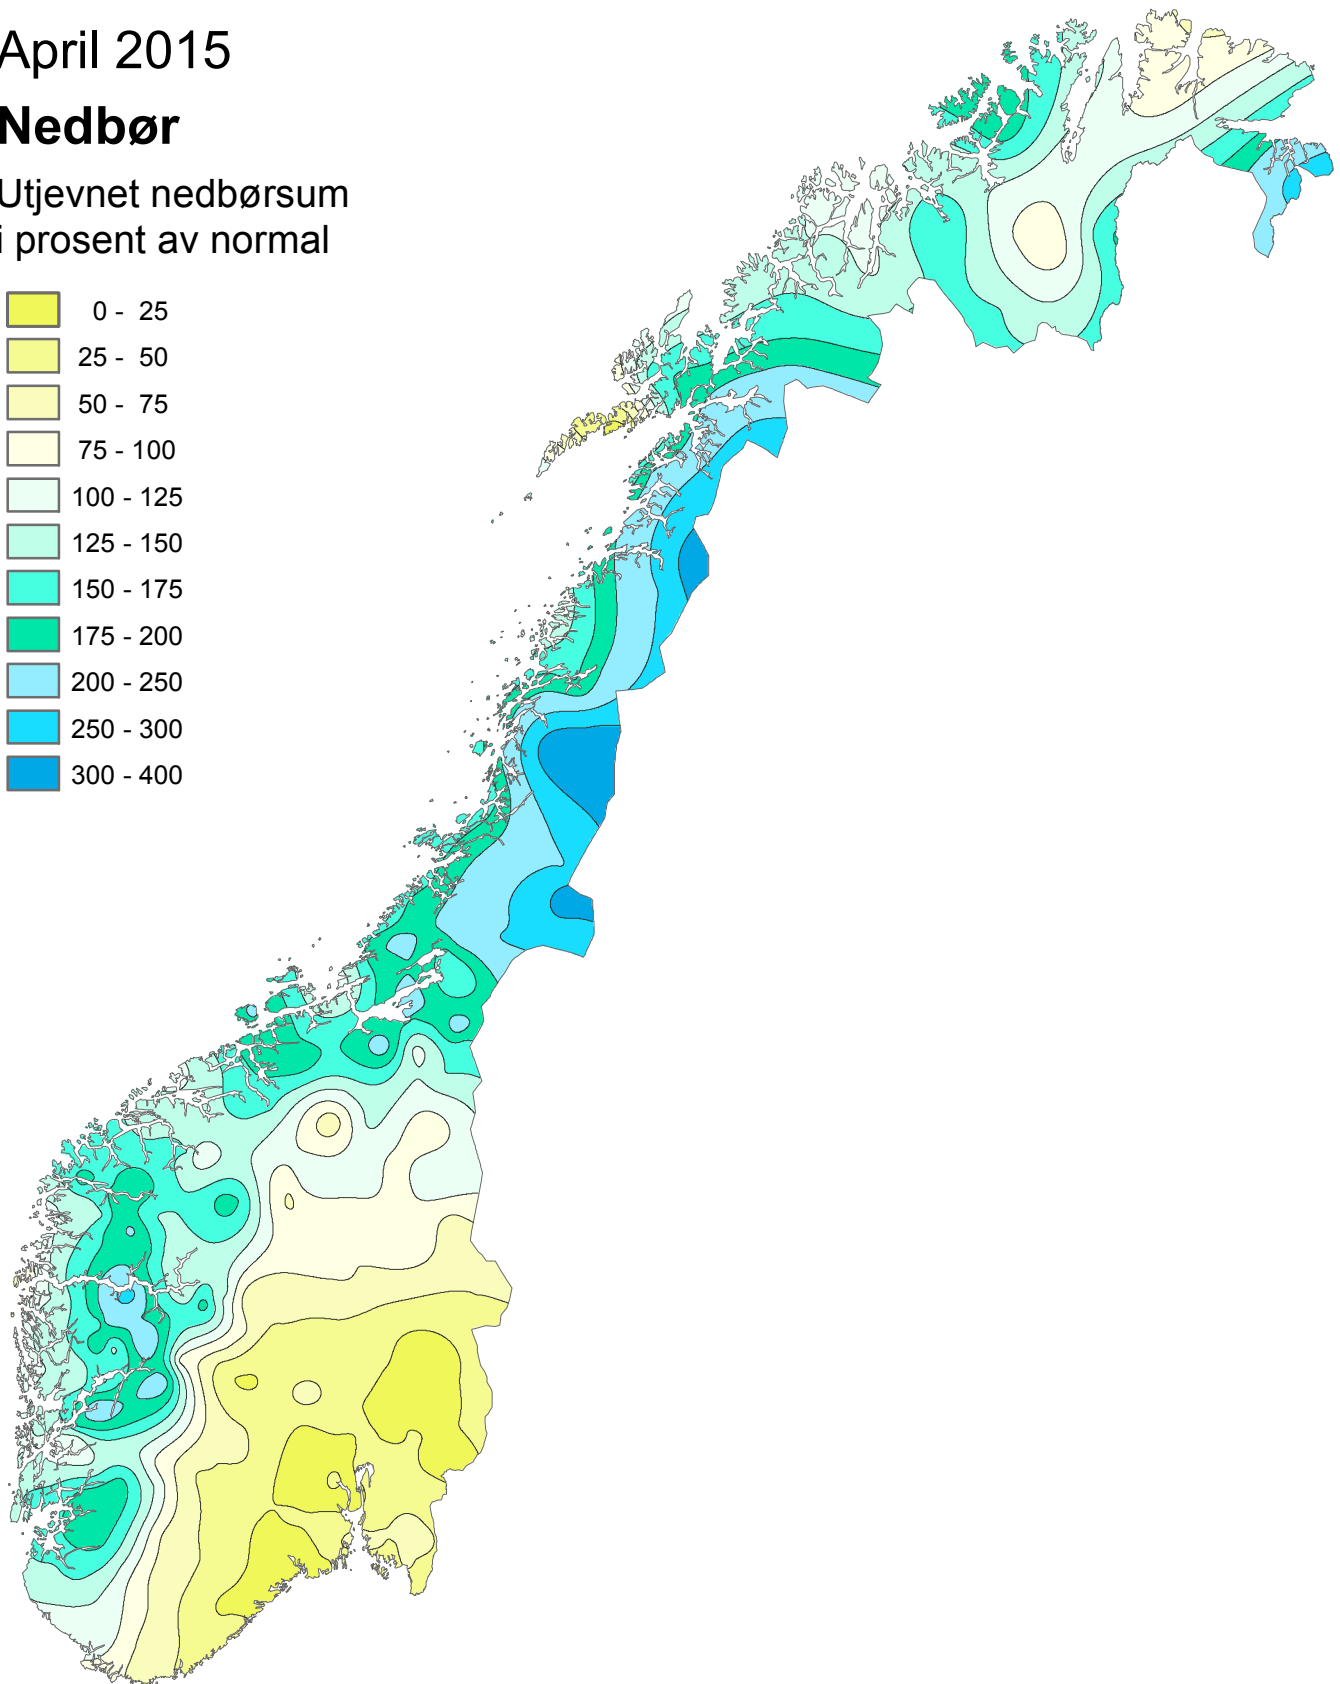 April 2015
Nedbør
Utjevnet nedbørsum
i prosent av normal
0 - 25
25 - 50
50 - 75
75 - 100
100 - 125
125 - 150
150 - 175
175 - 200
200 - 250
250 - 300
300 - 400